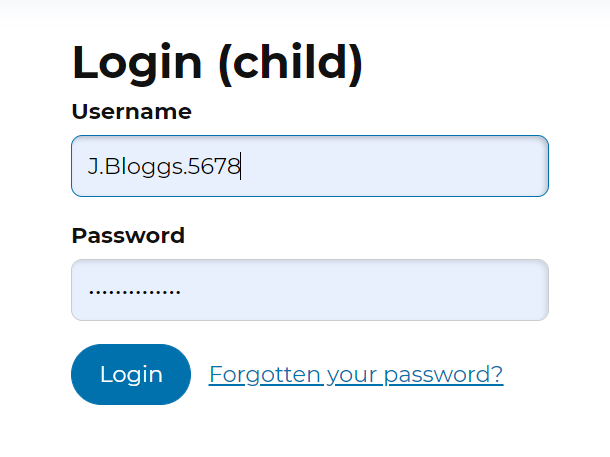 Login (child)
Username
J.Bloggs.5678
Password
••••••••••••••
Login Forgotten your password?